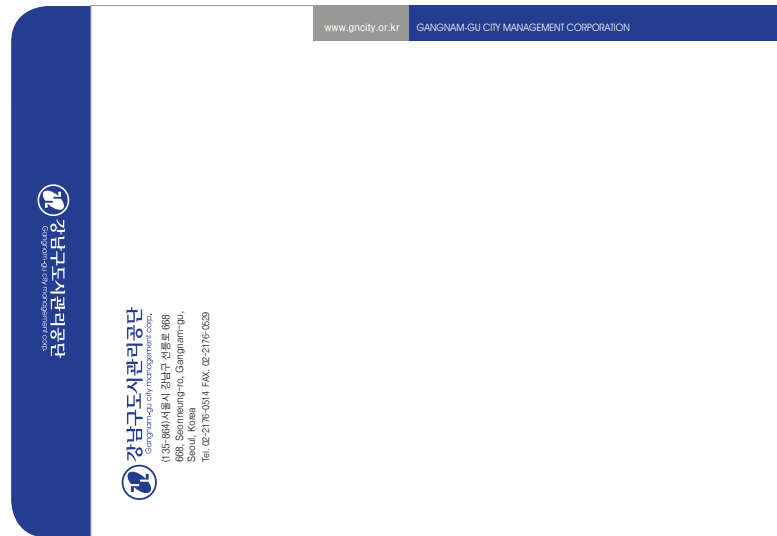 www.gncity.or.kr
GANGNAM-GU CITY MANAGEMENT CORPORATION
강남구도시관리공단
Gangnam-gu city management corp.
강남구도시관리공단
Gangnam-gu city management corp.
(135-864)서울시 강남구 선릉로 668
668, Seonneung-ro, Gangnam-gu,
Seoul, Korea
Tel. 02-2176-0514 FAX. 02-2176-0529